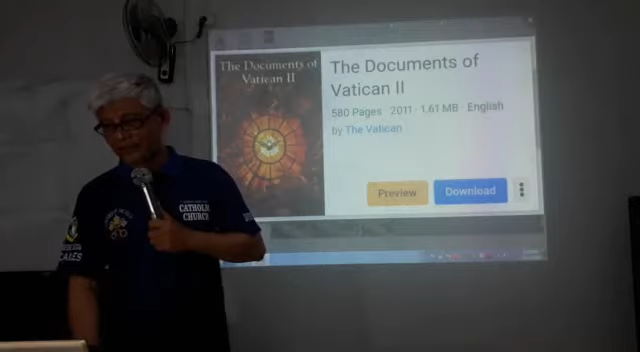 The Documents of
Vatican II
The Documents of
Vatican II
580 Pages · 2011 · 1.61 MB · English
by The Vatican
Preview
Download
CATHOLIC
CHURCH